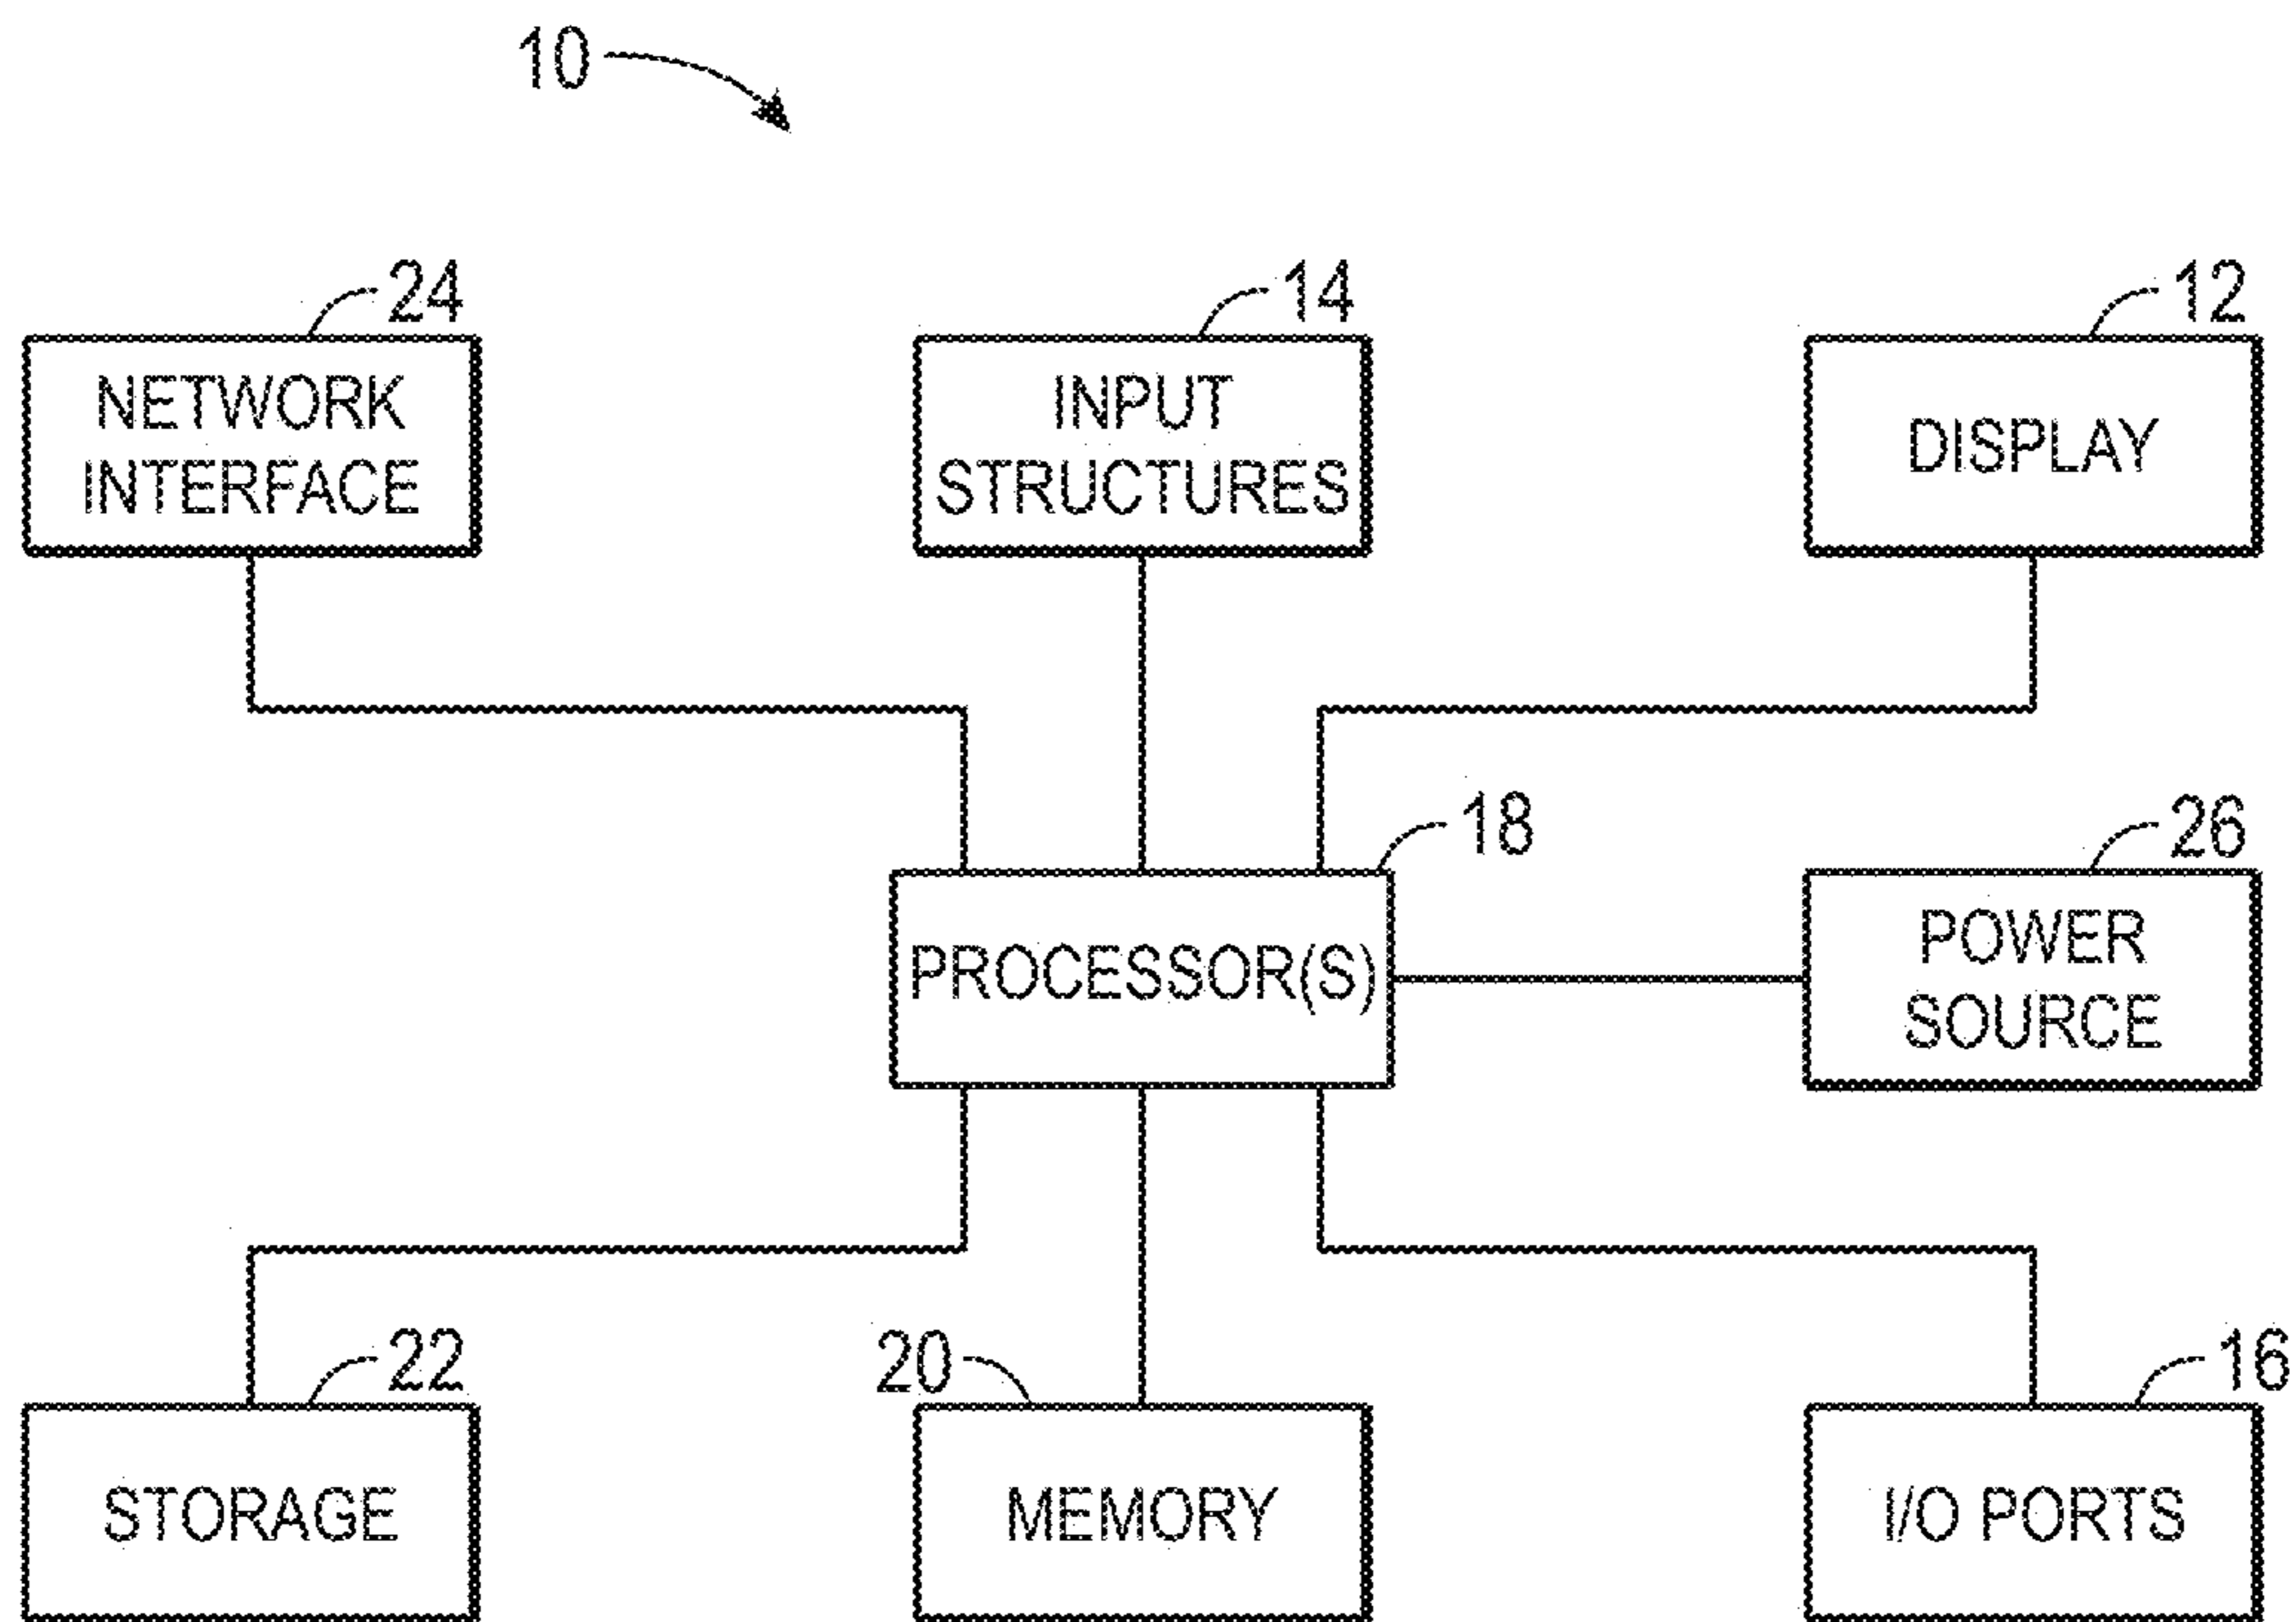 10
24
14
12
NETWORK
INTERFACE
INPUT
STRUCTURES
DISPLAY
18
26
PROCESSOR(S)
POWER
SOURCE
22
20
16
STORAGE
MEMORY
I/O PORTS